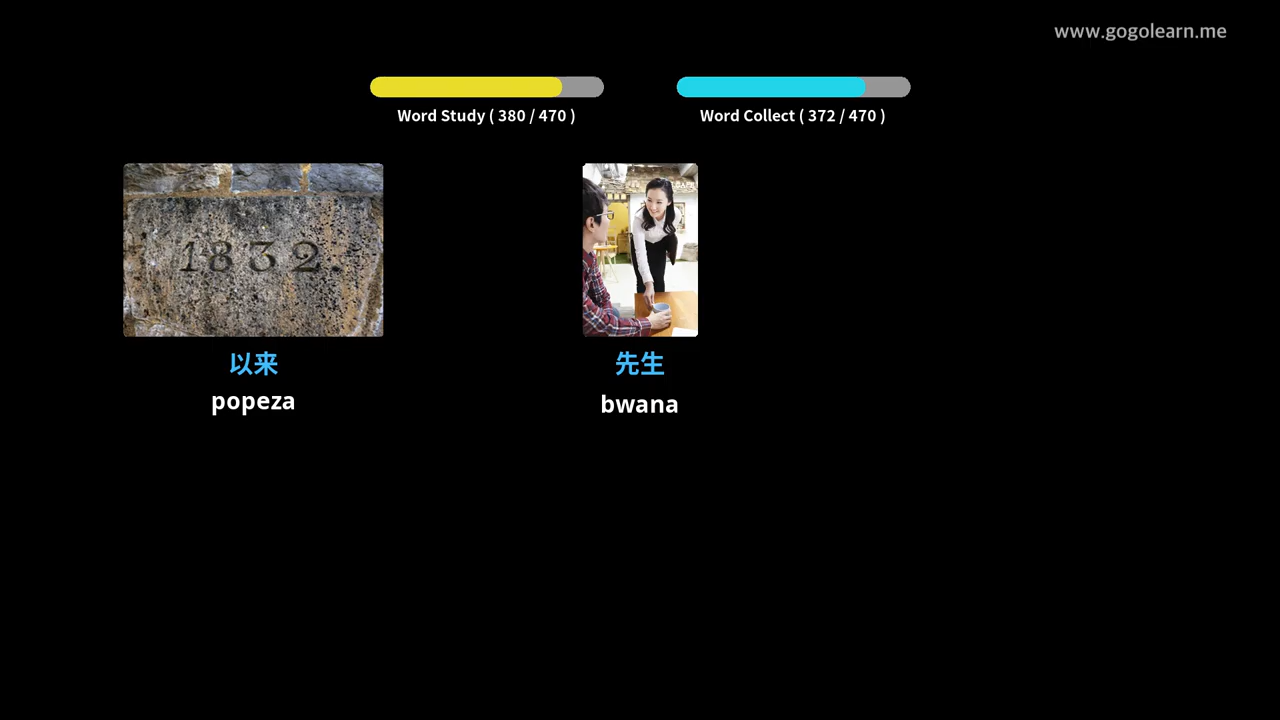 www.gogolearn.me
Word Study ( 380 / 470 )
Word Collect ( 372 / 470 )
1832.
以来
先生
popeza
bwana